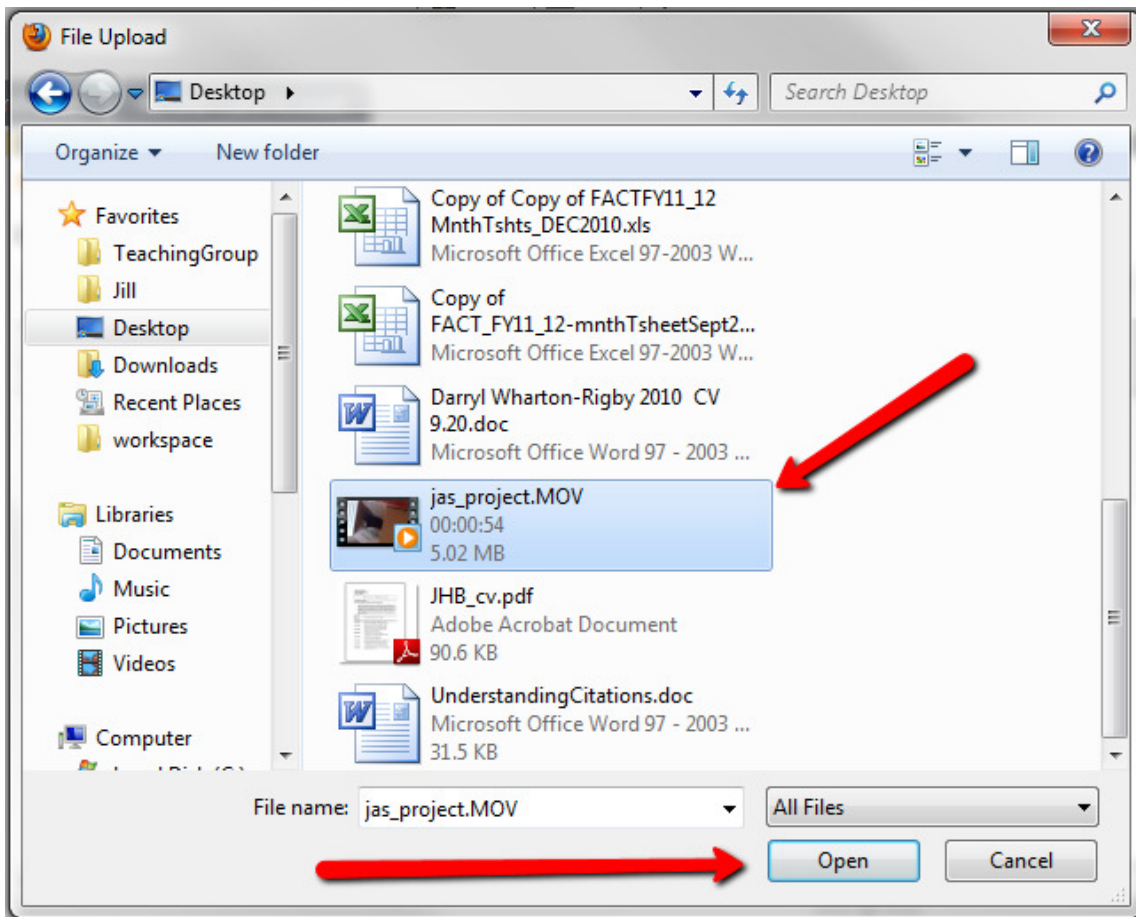 File Upload
Desktop
Search Desktop
Organize
New folder
Favorites
TeachingGroup
Jill
Desktop
Downloads
Recent Places
workspace
Libraries
Documents
Music
Pictures
Videos
Computer
Copy of Copy of FACTFY11_12
MnthTshts_DEC2010.xls
Microsoft Office Excel 97-2003 W...
Copy of
FACT_FY11_12-mnthTsheetSept2...
Microsoft Office Excel 97-2003 W...
Darryl Wharton-Rigby 2010  CV
9.20.doc
Microsoft Office Word 97 - 2003 ...
jas_project.MOV
00:00:54
5.02 MB
JHB_cv.pdf
Adobe Acrobat Document
90.6 KB
UnderstandingCitations.doc
Microsoft Office Word 97 - 2003 ...
31.5 KB
File name: jas_project.MOV
All Files
Open
Cancel